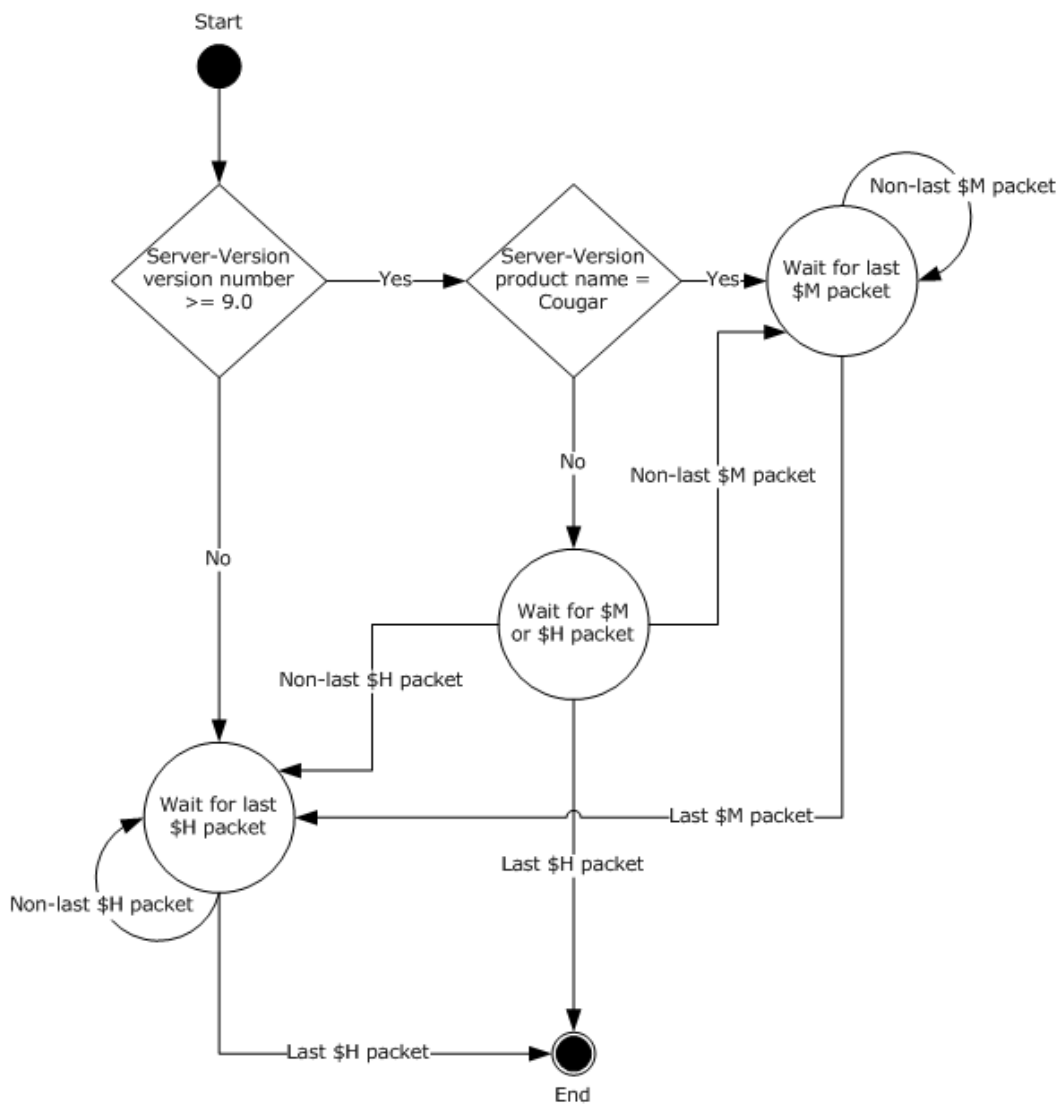 Start
Non-last $M packet
Server-Version
version number
>= 9.0
Yes
Server-Version
product name =
Cougar
Yes
Wait for last
$M packet
No
Non-last $M packet
No
Wait for $M
or $H packet
Non-last $H packet
Wait for last
$H packet
Last $M packet
Last $H packet
Non-last $H packet
Last $H packet
End